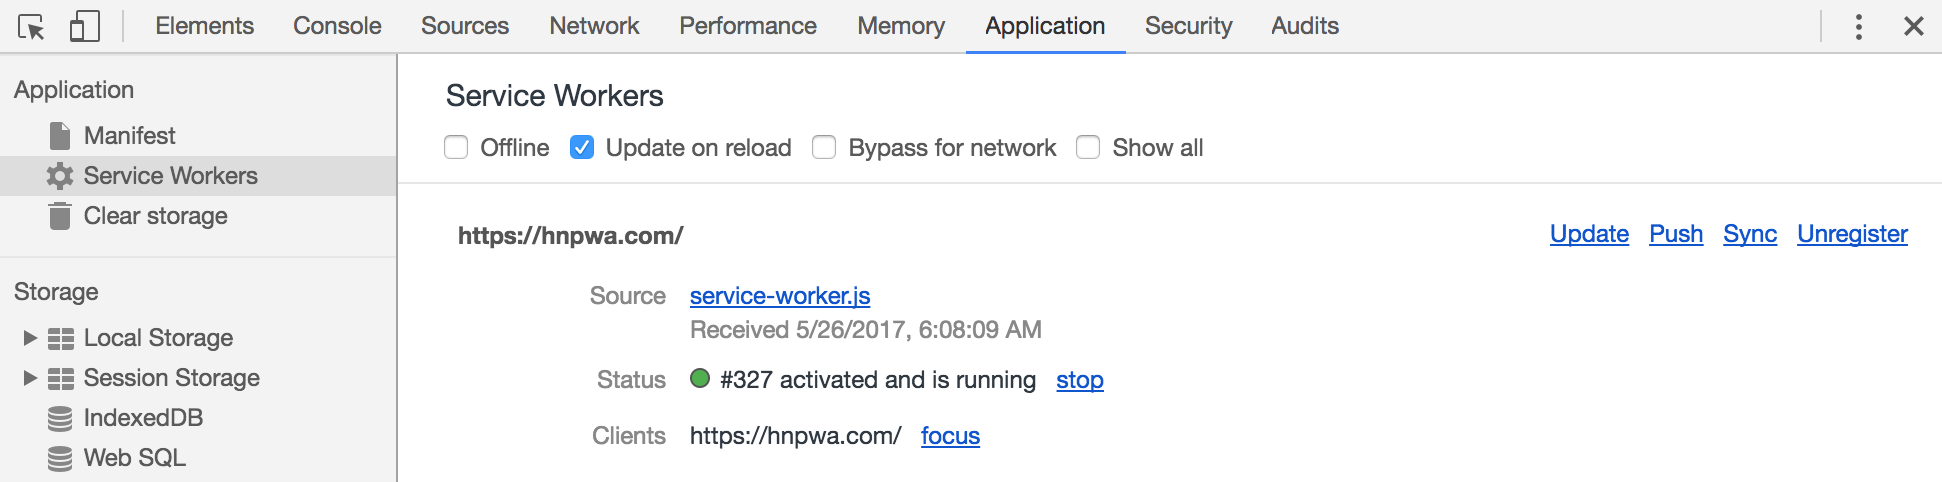 Elements Console Sources Network Performance Memory Application Security Audits
Application
Manifest
Service Workers
Clear storage
Storage
Local Storage
Session Storage
IndexedDB
Web SQL
Service Workers
Offline Update on reload Bypass for network Show all
https://hnpwa.com/ Update Push Sync Unregister
Source service-worker.js
Received 5/26/2017, 6:08:09 AM
Status #327 activated and is running stop
Clients https://hnpwa.com/ focus